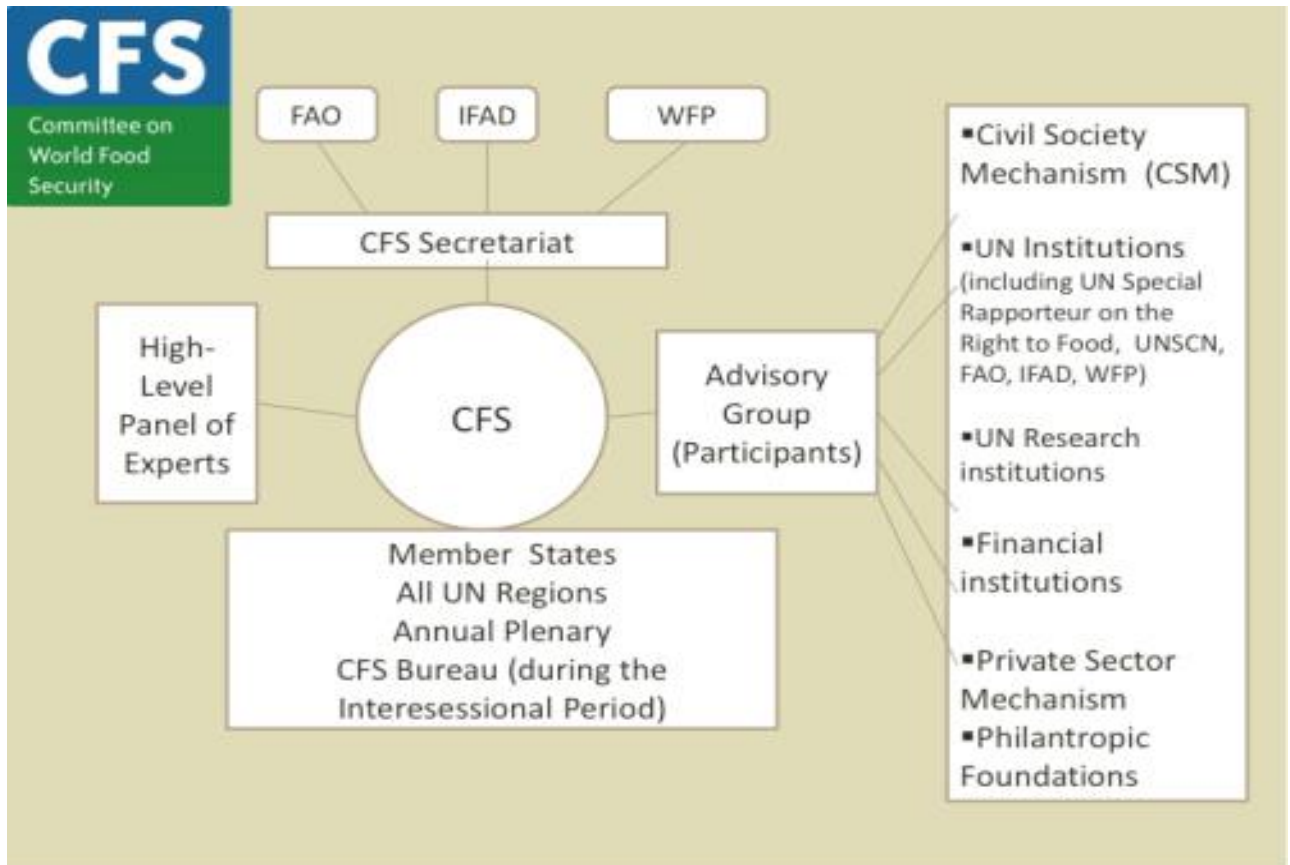 CFS
Committee on
World Food
Security
FAO
IFAD
WFP
CFS Secretariat
High-
Level
Panel of
Experts
CFS
Advisory
Group
(Participants)
Member States
All UN Regions
Annual Plenary
CFS Bureau (during the
Interesessional Period)
▪Civil Society
Mechanism (CSM)
▪UN Institutions
(including UN Special
Rapporteur on the
Right to Food, UNSCN,
FAO, IFAD, WFP)
▪UN Research
institutions
▪Financial
institutions
▪Private Sector
Mechanism
▪Philantropic
Foundations